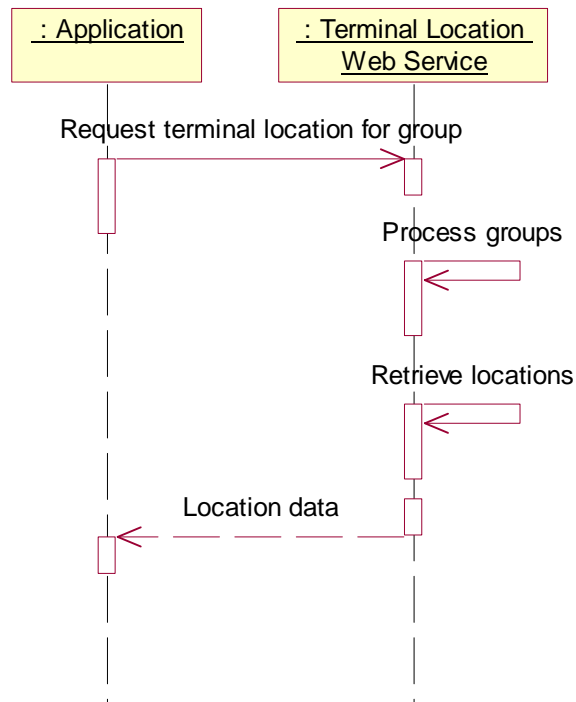 : Application
: Terminal Location
Web Service
Request terminal location for group
Process groups
Retrieve locations
Location data